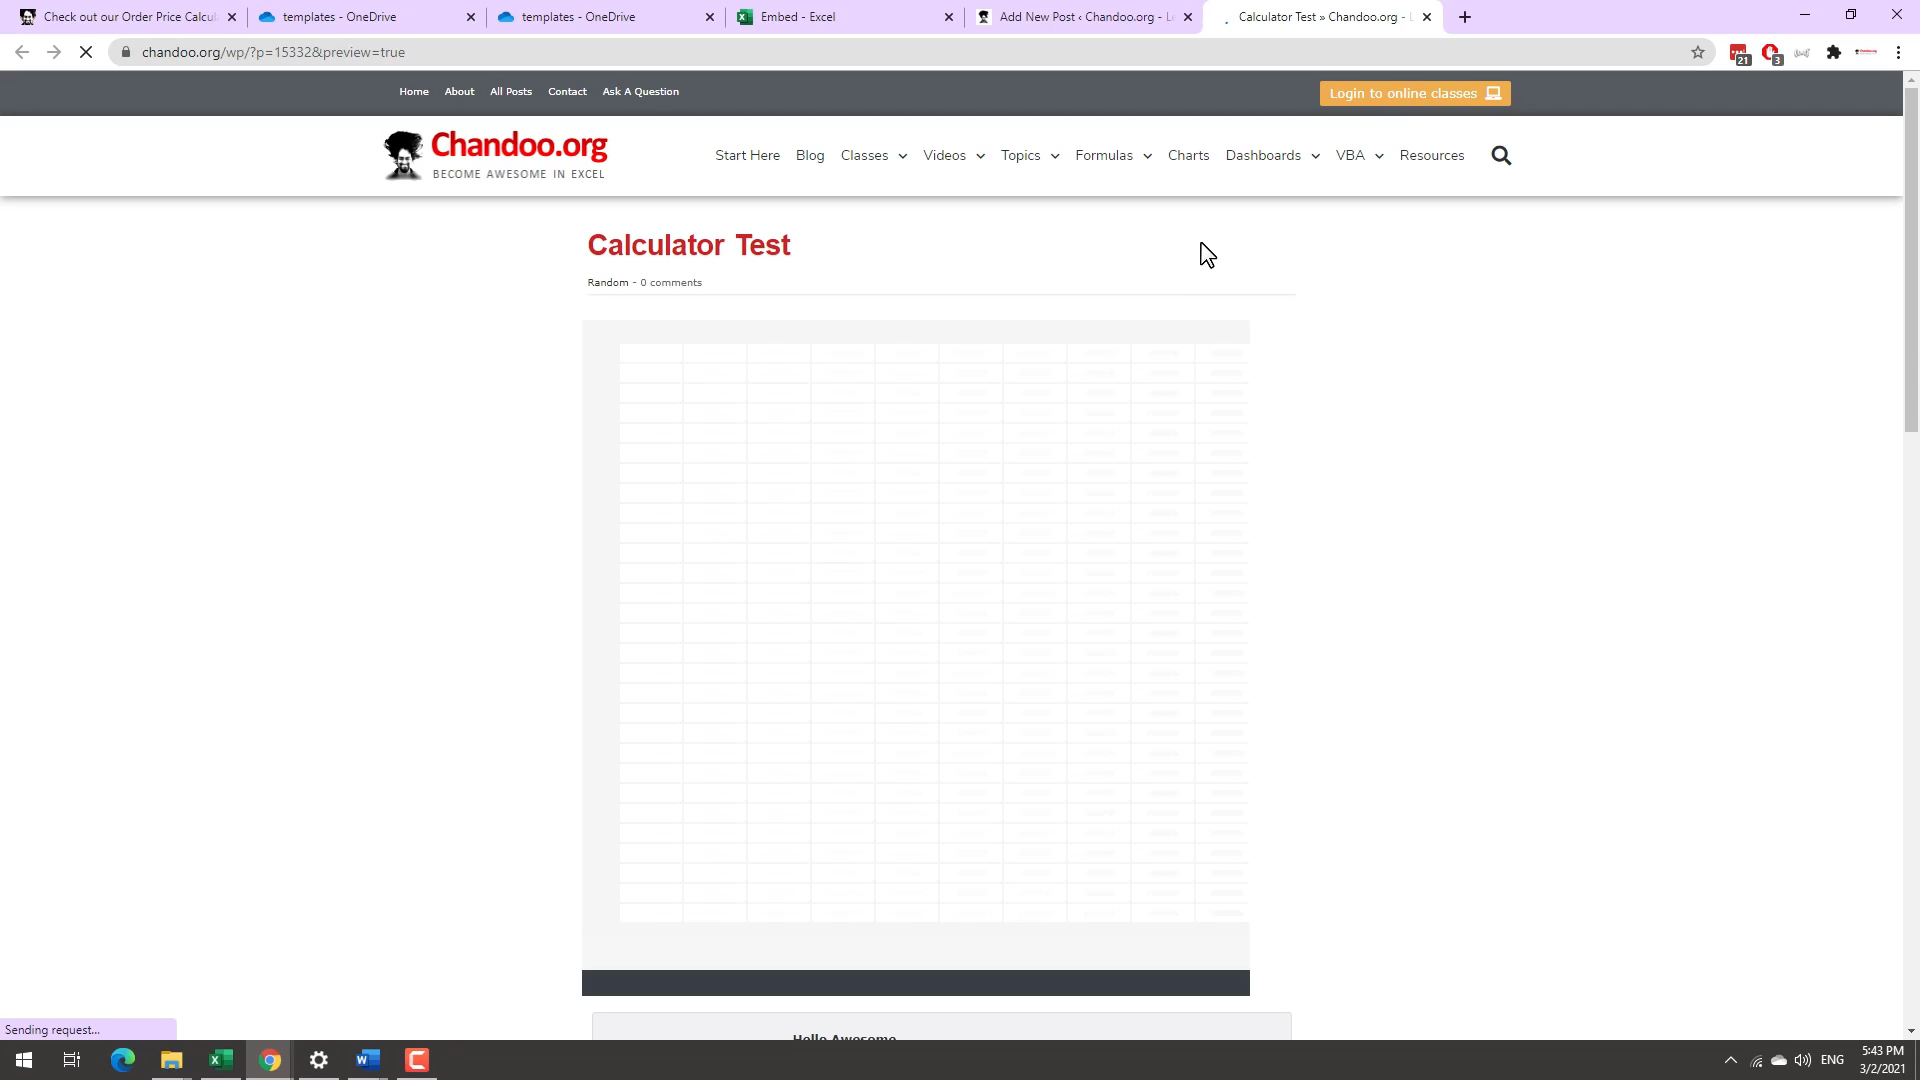 Check out our Order Price Calcul
templates - OneDrive
templates - OneDrive
Embed - Excel
Add New Post ‹ Chandoo.org - Le
Calculator Test » Chandoo.org - L
chandoo.org/wp/?p=15332&preview=true
21
3
Home
About
All Posts
Contact
Ask A Question
Login to online classes
Chandoo.org
BECOME AWESOME IN EXCEL
Start Here
Blog
Classes
Videos
Topics
Formulas
Charts
Dashboards
VBA
Resources
Calculator Test
Random - 0 comments
Hello Awesome
Sending request...
ENG
5:43 PM
3/2/2021